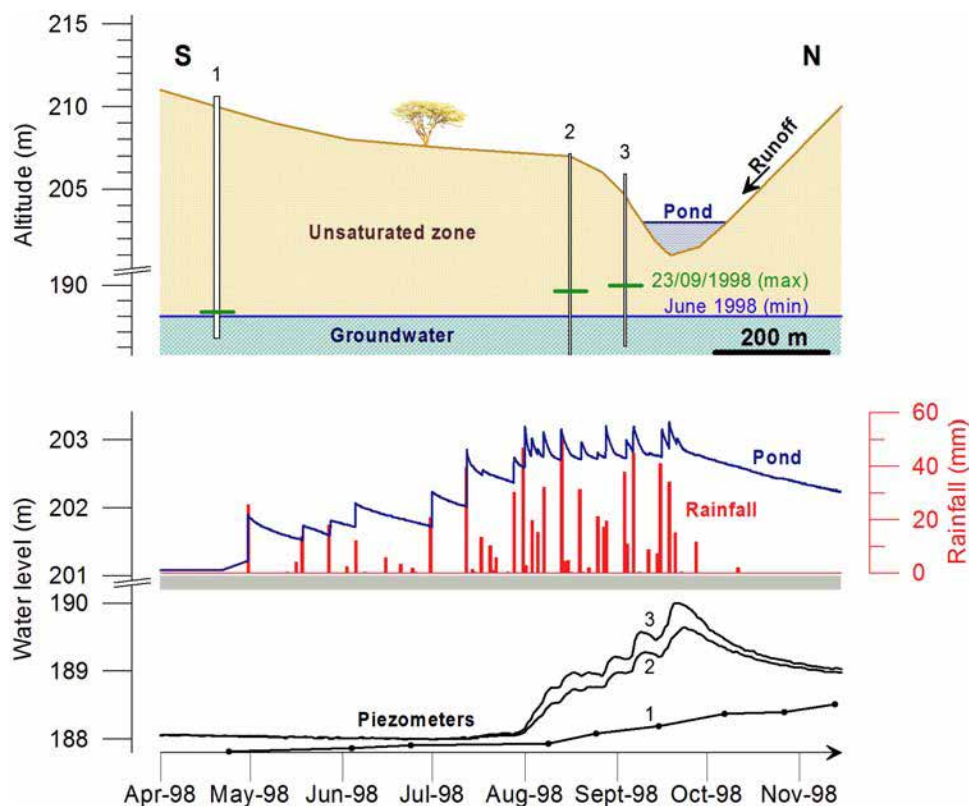 215
S
N
1
210
2
3
Runoff
205
Pond
Unsaturated zone
Altitude (m)
190
23/09/1998 (max)
June 1998 (min)
Groundwater
200 m
203
60
Pond
40
202
Rainfall
20
201
0
Water level (m)
Rainfall (mm)
190
3
189
2
Piezometers
1
188
Apr-98 May-98 Jun-98 Jul-98 Aug-98 Sept-98 Oct-98 Nov-98